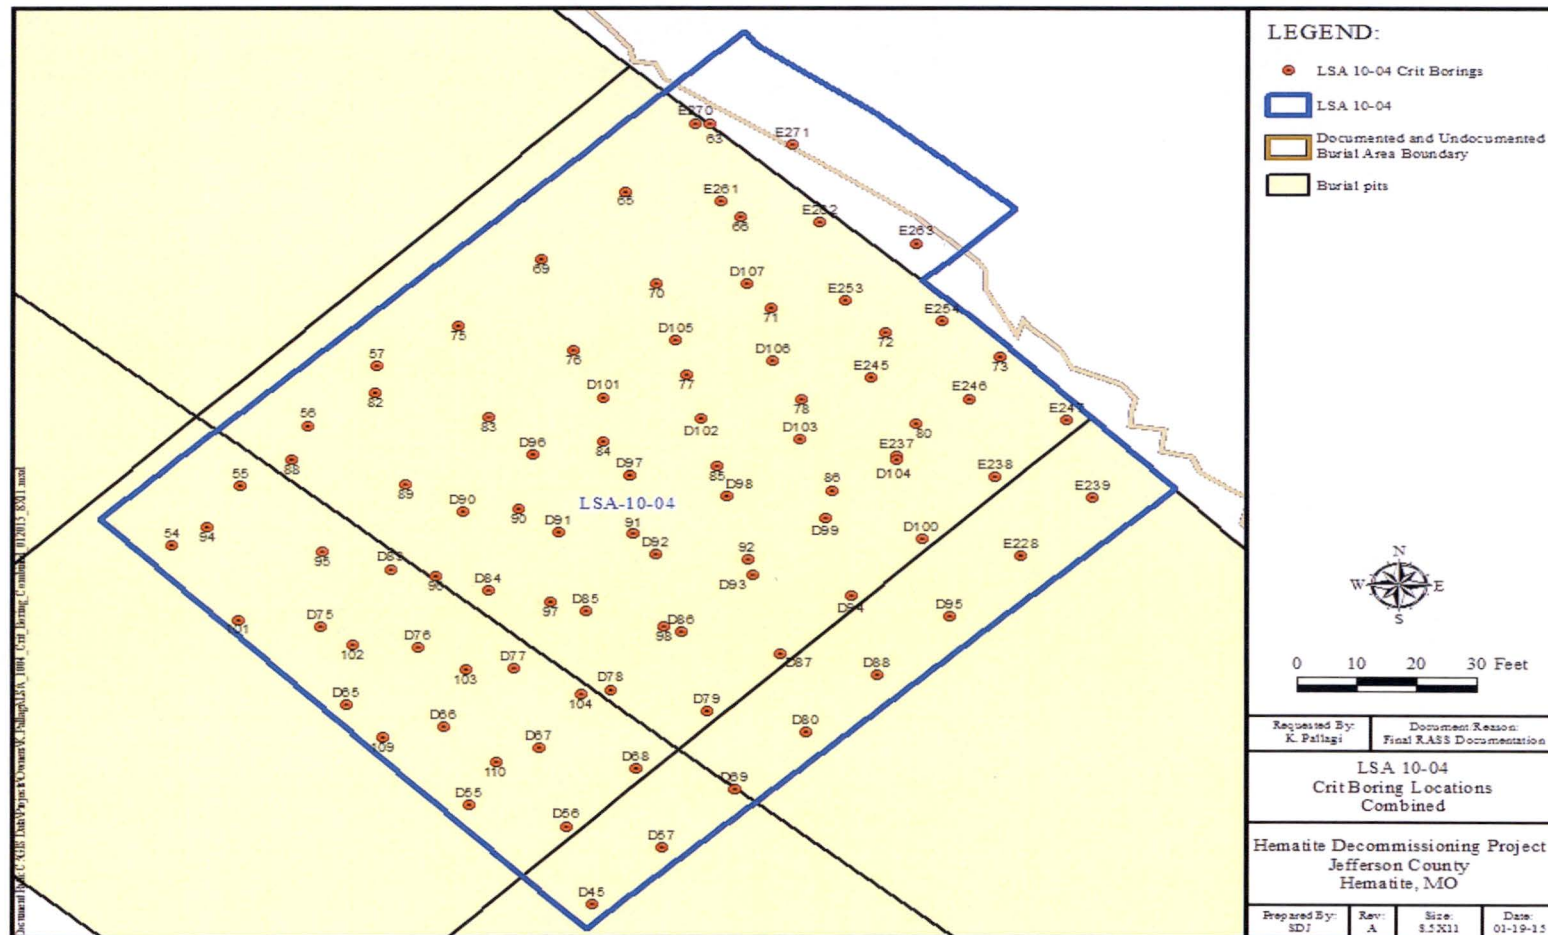 E270
63
E271
65
E261
66
E262
E263
69
70
D107
71
E253
E254
72
73
75
76
D105
77
D106
E245
E246
E247
57
82
D101
78
80
56
83
D102
D103
88
D96
84
85
E237
D104
E238
E239
55
89
D97
D98
86
LSA-10-04
54
94
D90
90
D91
91
D92
92
D93
D99
D100
E228
95
D83
96
D84
97
D85
98
D86
D94
D95
101
D75
102
D76
103
D77
104
D78
D87
D88
D65
109
D66
110
D67
D68
D79
D80
D55
D56
D69
D57
D45
LEGEND:
LSA 10-04 Crit Borings
LSA 10-04
Documented and Undocumented
Burial Area Boundary
Burial pits
N
W E
S
0 10 20 30 Feet
Requested By:
K. Pallagi
Document/Reason:
Final RASS Documentation
LSA 10-04
Crit Boring Locations
Combined
Hematite Decommissioning Project
Jefferson County
Hematite, MO
Prepared By:
SDJ
Rev:
A
Size:
8.5X11
Date:
01-19-15